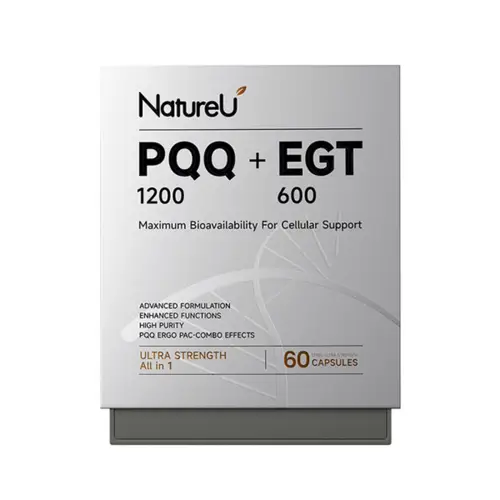 NatureU
PQQ + EGT
1200 600
Maximum Bioavailability For Cellular Support
ADVANCED FORMULATION
ENHANCED FUNCTIONS
HIGH PURITY
PQQ ERGO PAC-COMBO EFFECTS
ULTRA STRENGTH
All in 1
60 CAPSULES